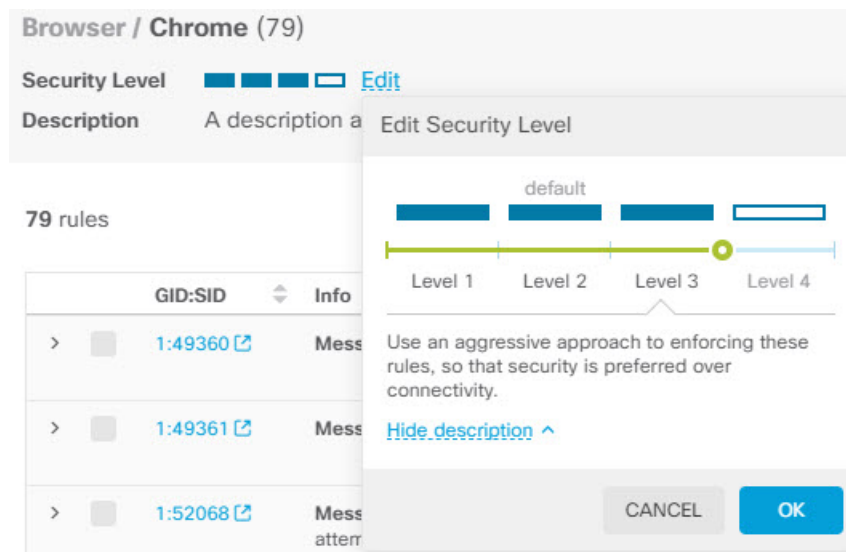 Browser / Chrome (79)
Security Level Edit
Description A description a
Edit Security Level
default
Level 1 Level 2 Level 3 Level 4
Use an aggressive approach to enforcing these
rules, so that security is preferred over
connectivity.
Hide description
CANCEL OK
79 rules
GID:SID Info
1:49360 Mess
1:49361 Mess
1:52068 Mess
attem